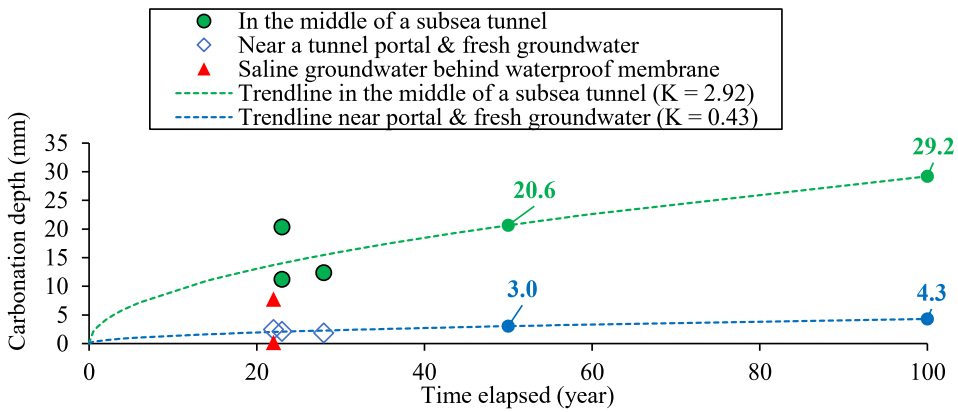 In the middle of a subsea tunnel
Near a tunnel portal & fresh groundwater
Saline groundwater behind waterproof membrane
Trendline in the middle of a subsea tunnel (K = 2.92)
Trendline near portal & fresh groundwater (K = 0.43)
Carbonation depth (mm)
35
30
25
20
15
10
5
0
20.6
29.2
3.0
4.3
0
20
40
60
80
100
Time elapsed (year)